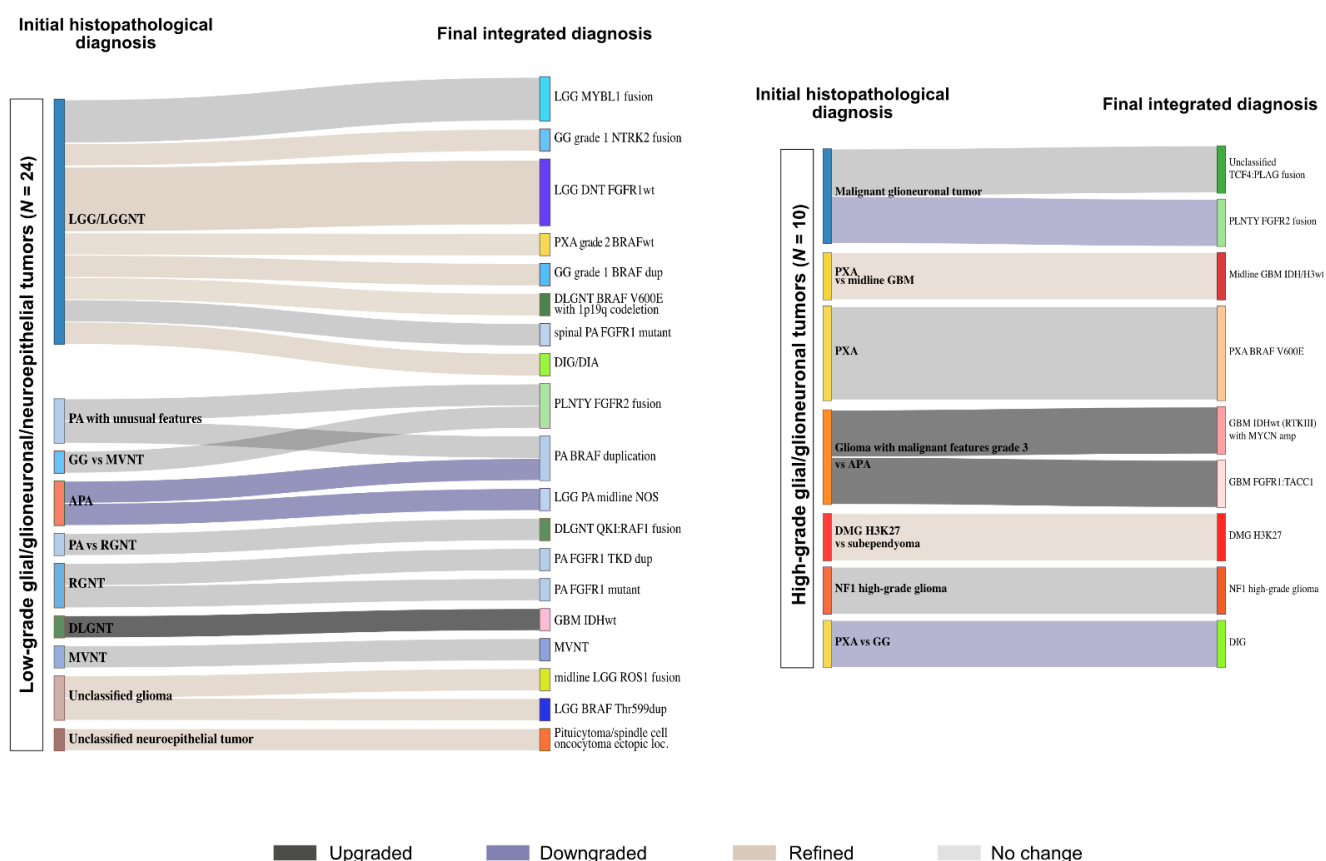 Initial histopathological
diagnosis
Final integrated diagnosis
Low-grade glial/glioneuronal/neuroepithelial tumors (N = 24)
LGG/LGGNT
PA with unusual features
GG vs MVNT
APA
PA vs RGNT
RGNT
DLGNT
MVNT
Unclassified glioma
Unclassified neuroepithelial tumor
LGG MYBL1 fusion
GG grade 1 NTRK2 fusion
LGG DNT FGFR1wt
PXA grade 2 BRAFwt
GG grade 1 BRAF dup
DLGNT BRAF V600E
with 1p19q codeletion
spinal PA FGFR1 mutant
DIG/DIA
PLNTY FGFR2 fusion
PA BRAF duplication
LGG PA midline NOS
DLGNT QKI:RAF1 fusion
PA FGFR1 TKD dup
PA FGFR1 mutant
GBM IDHwt
MVNT
midline LGG ROS1 fusion
LGG BRAF Thr599dup
Pituicytoma/spindle cell
oncocytoma ectopic loc.
Initial histopathological
diagnosis
Final integrated diagnosis
High-grade glial/glioneuronal tumors (N = 10)
Malignant glioneuronal tumor
PXA
vs midline GBM
PXA
Glioma with malignant features grade 3
vs APA
DMG H3K27
vs subependyoma
NF1 high-grade glioma
PXA vs GG
Unclassified
TCF4:PLAG fusion
PLNTY FGFR2 fusion
Midline GBM IDH/H3wt
PXA BRAF V600E
GBM IDHwt (RTKIII)
with MYCN amp
GBM FGFR1:TACC1
DMG H3K27
NF1 high-grade glioma
DIG
Upgraded
Downgraded
Refined
No change